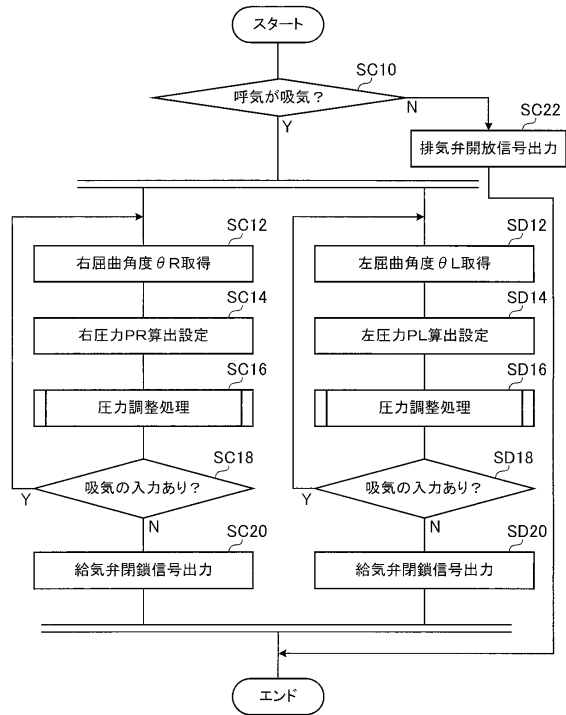 スタート
SC10
呼気が吸気？
N
Y
SC22
排気弁開放信号出力
SC12
右屈曲角度θR取得
SC14
右圧力PR算出設定
SC16
圧力調整処理
SC18
吸気の入力あり？
Y
N
SC20
給気弁閉鎖信号出力
SD12
左屈曲角度θL取得
SD14
左圧力PL算出設定
SD16
圧力調整処理
SD18
吸気の入力あり？
Y
N
SD20
給気弁閉鎖信号出力
エンド